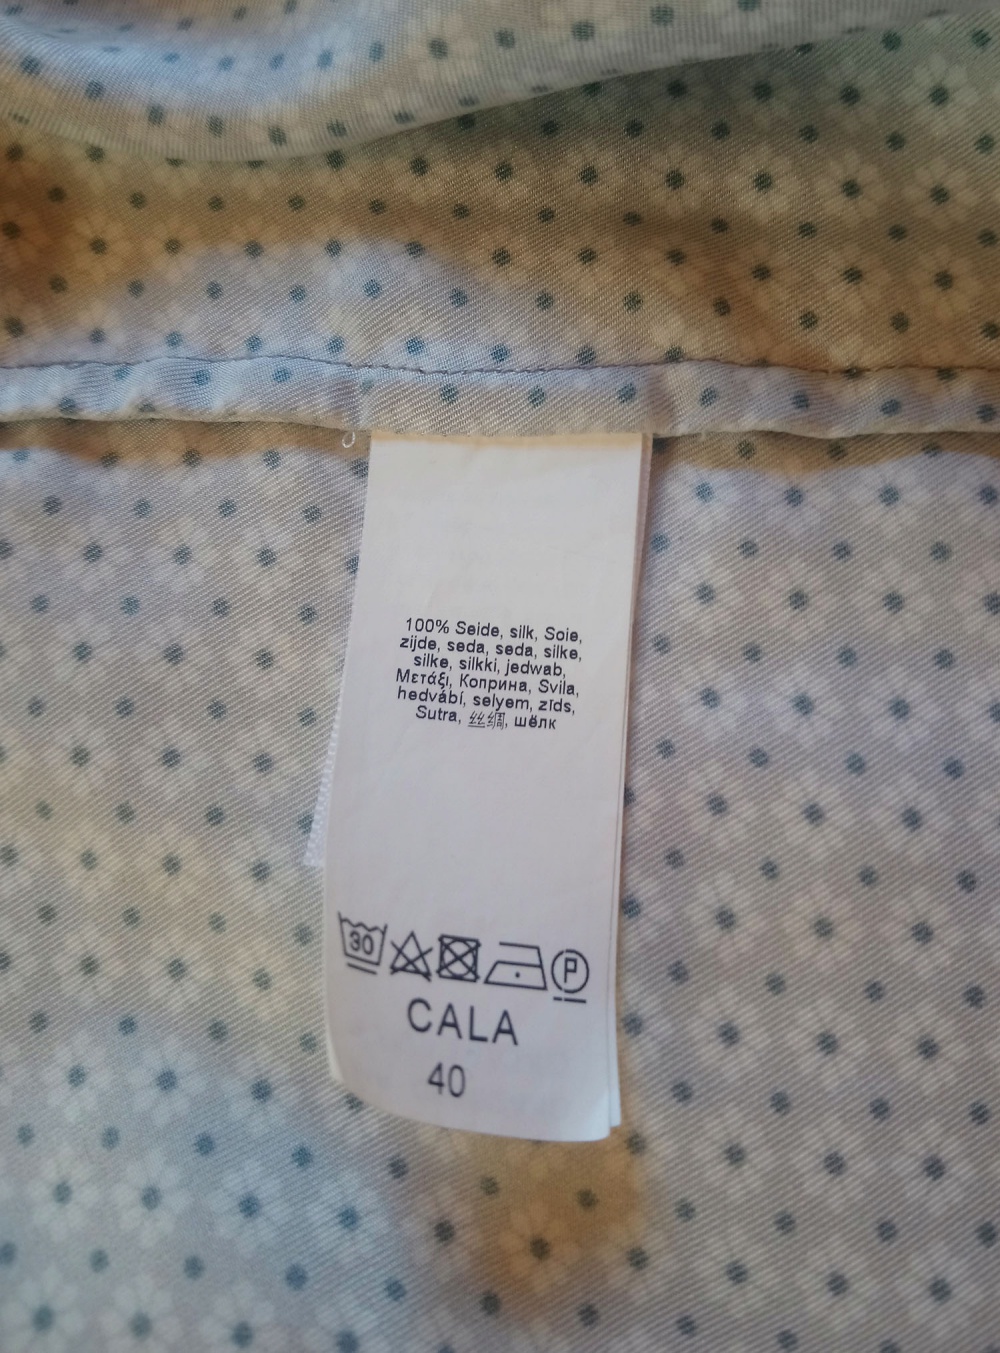 100% Seide, silk, Soie,
zijde, seda, seda, silke,
silke, silkki, jedwab,
Μετάξι, Коприна, Svila,
hedvábí, selyem, zīds,
Sutra, 丝绸, шёлк
30 P
CALA
40